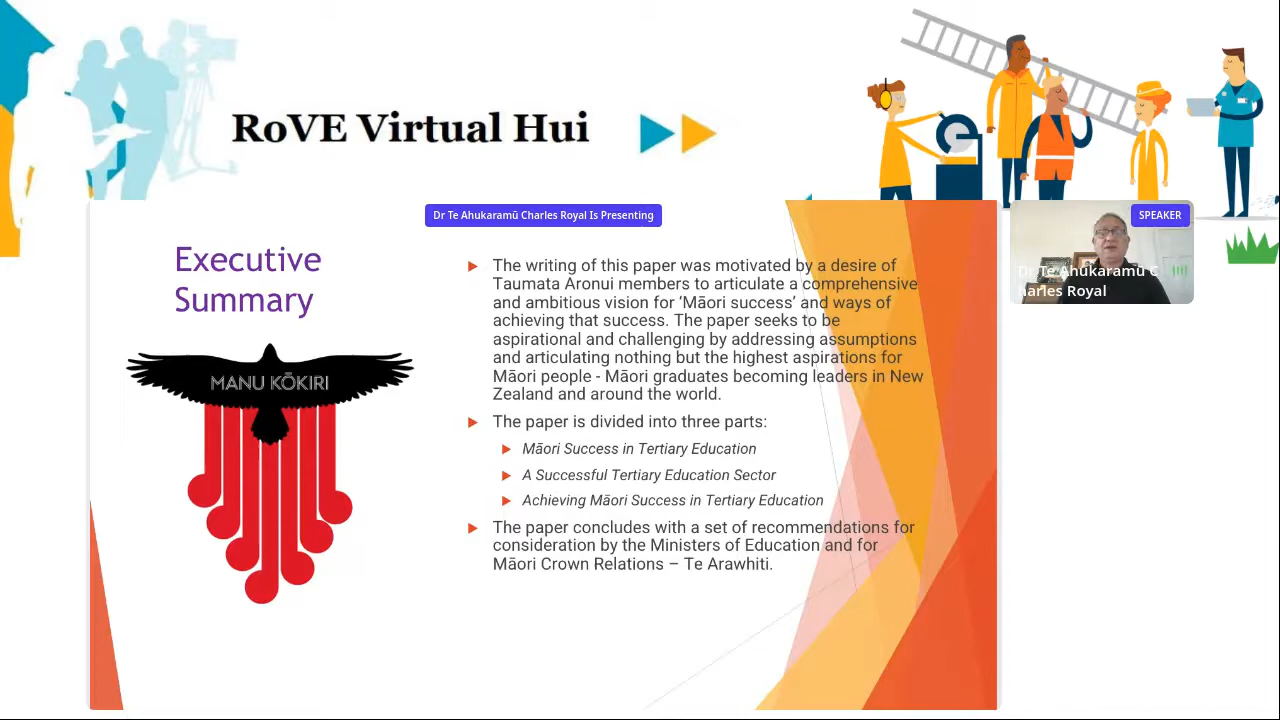 RoVE Virtual Hui
Dr Te Ahukaramū Charles Royal Is Presenting
SPEAKER
Dr Te Ahukaramū C
harles Royal
Executive
Summary
MANU KŌKIRI
The writing of this paper was motivated by a desire of
Taumata Aronui members to articulate a comprehensive
and ambitious vision for ‘Māori success’ and ways of
achieving that success. The paper seeks to be
aspirational and challenging by addressing assumptions
and articulating nothing but the highest aspirations for
Māori people - Māori graduates becoming leaders in New
Zealand and around the world.
The paper is divided into three parts:
Māori Success in Tertiary Education
A Successful Tertiary Education Sector
Achieving Māori Success in Tertiary Education
The paper concludes with a set of recommendations for
consideration by the Ministers of Education and for
Māori Crown Relations – Te Arawhiti.